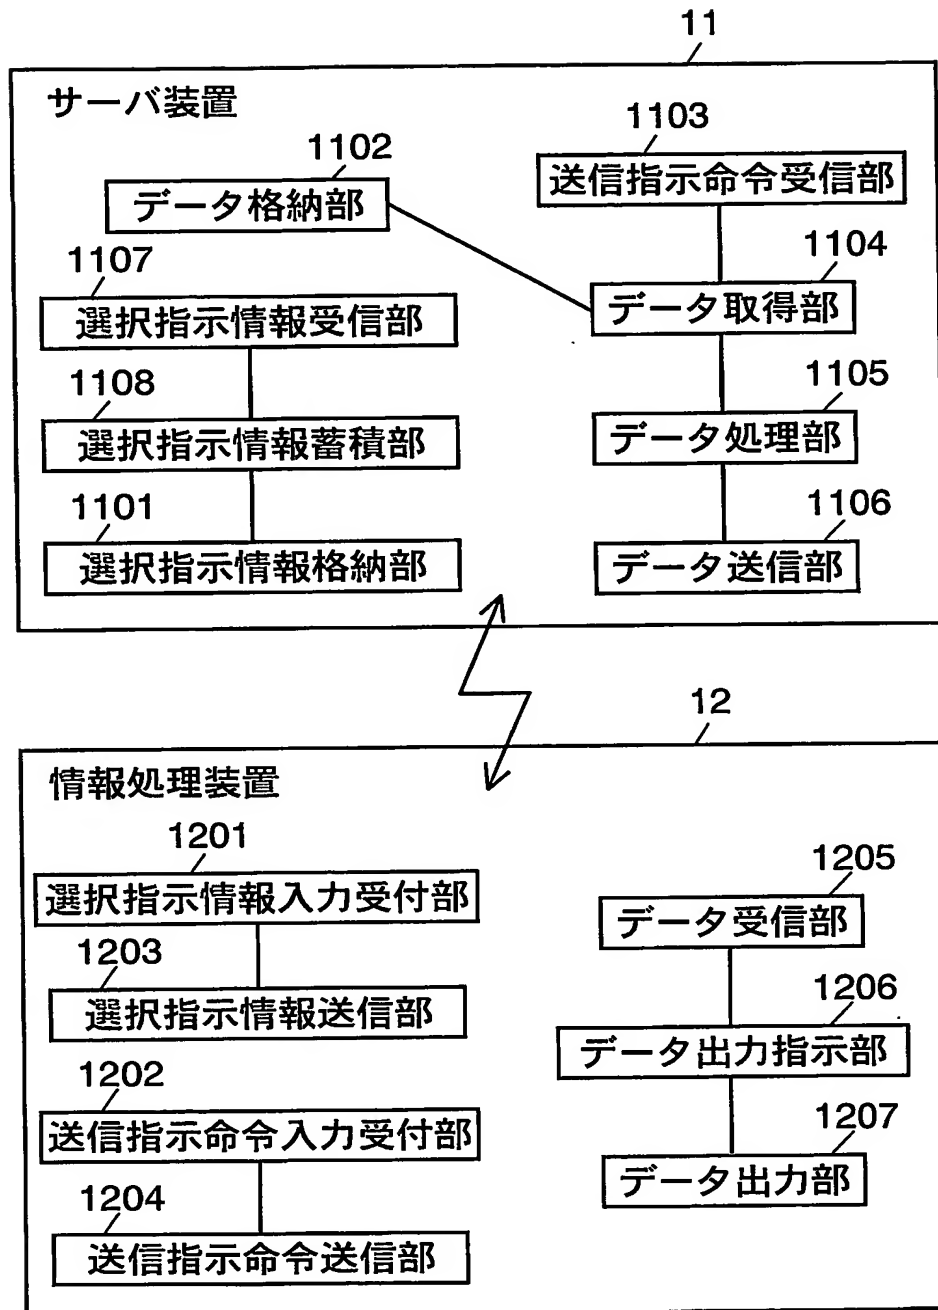 11
サーバ装置
1102
データ格納部
1103
送信指示命令受信部
1107
選択指示情報受信部
1104
データ取得部
1108
選択指示情報蓄積部
1105
データ処理部
1101
選択指示情報格納部
1106
データ送信部
12
情報処理装置
1201
選択指示情報入力受付部
1205
データ受信部
1203
選択指示情報送信部
1206
データ出力指示部
1202
送信指示命令入力受付部
1207
データ出力部
1204
送信指示命令送信部